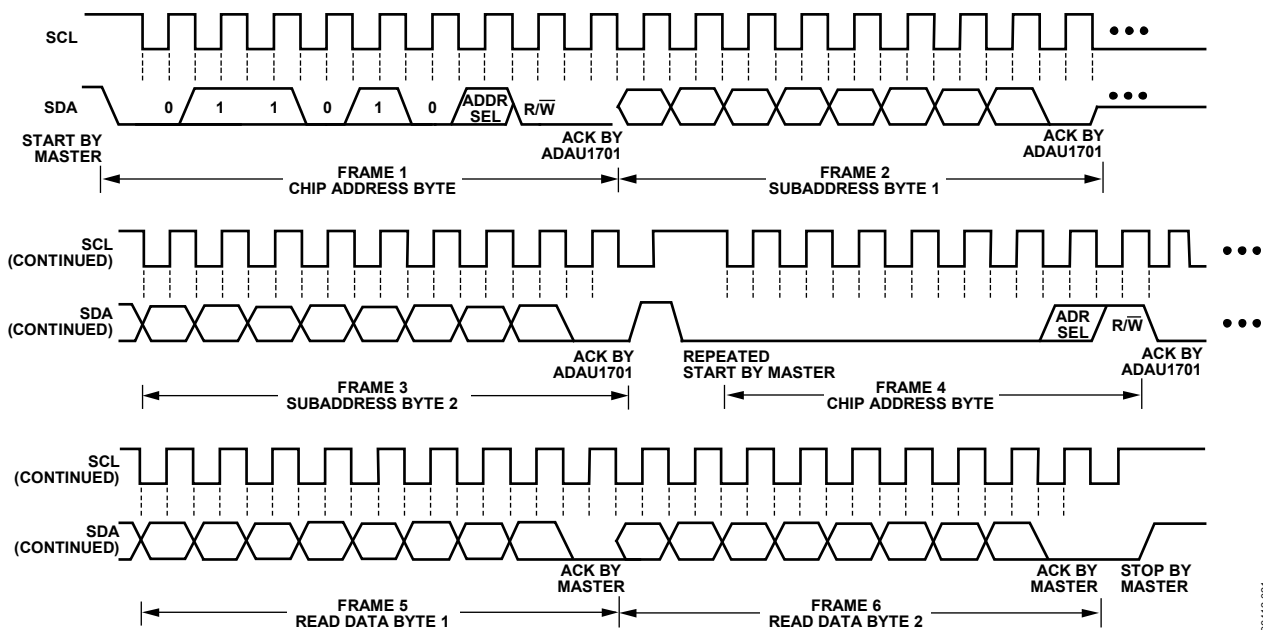 SCL
SDA
0 1 1 0 1 0 ADDR SEL R/W̅
START BY MASTER
ACK BY ADAU1701
ACK BY ADAU1701
FRAME 1
CHIP ADDRESS BYTE
FRAME 2
SUBADDRESS BYTE 1
SCL
(CONTINUED)
SDA
(CONTINUED)
ADR SEL R/W̅
ACK BY ADAU1701
REPEATED
START BY MASTER
ACK BY ADAU1701
FRAME 3
SUBADDRESS BYTE 2
FRAME 4
CHIP ADDRESS BYTE
SCL
(CONTINUED)
SDA
(CONTINUED)
ACK BY MASTER
ACK BY MASTER
STOP BY MASTER
FRAME 5
READ DATA BYTE 1
FRAME 6
READ DATA BYTE 2